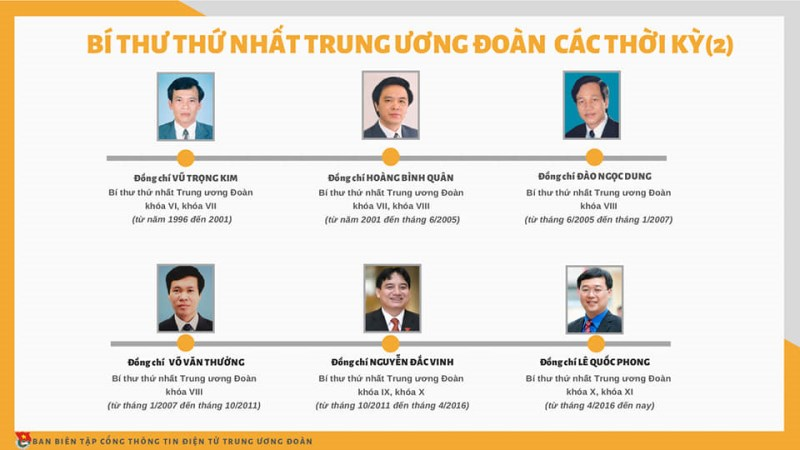 BÍ THƯ THỨ NHẤT TRUNG ƯƠNG ĐOÀN CÁC THỜI KỲ(2)
Đồng chí VŨ TRỌNG KIM
Bí thư thứ nhất Trung ương Đoàn
khóa VI, khóa VII
(từ năm 1996 đến 2001)
Đồng chí HOÀNG BÌNH QUÂN
Bí thư thứ nhất Trung ương Đoàn
khóa VII, khóa VIII
(từ năm 2001 đến tháng 6/2005)
Đồng chí ĐÀO NGỌC DUNG
Bí thư thứ nhất Trung ương Đoàn
khóa VIII
(từ tháng 6/2005 đến tháng 1/2007)
Đồng chí VÕ VĂN THƯỞNG
Bí thư thứ nhất Trung ương Đoàn
khóa VIII
(từ tháng 1/2007 đến tháng 10/2011)
Đồng chí NGUYỄN ĐẮC VINH
Bí thư thứ nhất Trung ương Đoàn
khóa IX, khóa X
(từ tháng 10/2011 đến tháng 4/2016)
Đồng chí LÊ QUỐC PHONG
Bí thư thứ nhất Trung ương Đoàn
khóa X, khóa XI
(từ tháng 4/2016 đến nay)
BAN BIÊN TẬP CỔNG THÔNG TIN ĐIỆN TỬ TRUNG ƯƠNG ĐOÀN